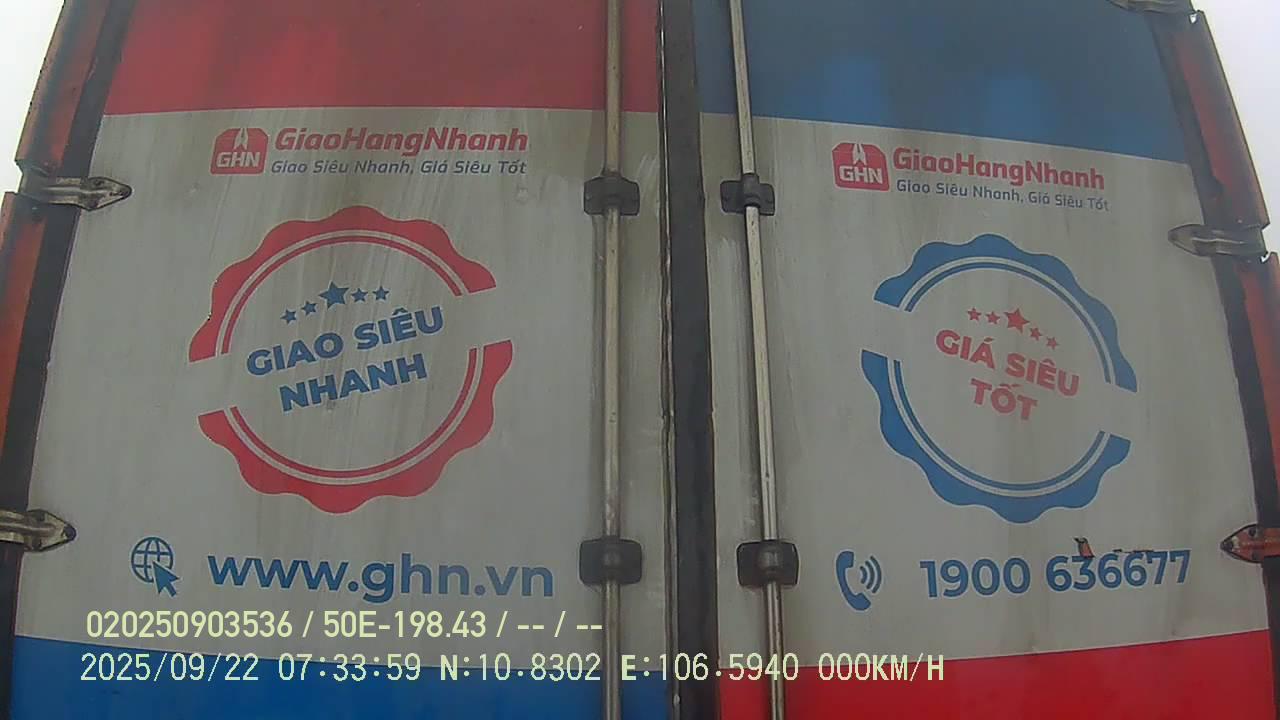 GHN GiaoHangNhanh
Giao Siêu Nhanh, Giá Siêu Tốt
GIAO SIÊU
NHANH
www.ghn.vn
GHN GiaoHangNhanh
Giao Siêu Nhanh, Giá Siêu Tốt
GIÁ SIÊU
TỐT
1900 636677
020250903536 / 50E-198.43 / -- / --
2025/09/22 07:33:59 N:10.8302 E:106.5940 000KM/H